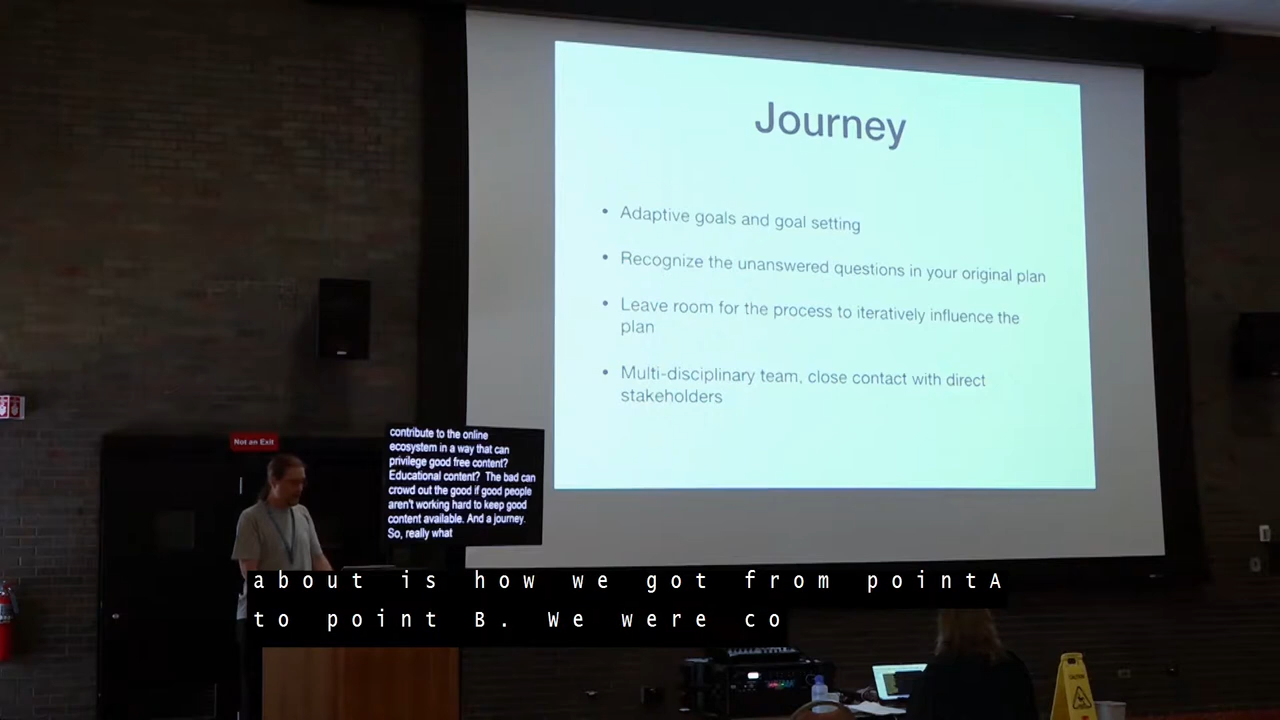 Journey
• Adaptive goals and goal setting
• Recognize the unanswered questions in your original plan
• Leave room for the process to iteratively influence the
plan
• Multi-disciplinary team, close contact with direct
stakeholders
Not an Exit
contribute to the online
ecosystem in a way that can
privilege good free content?
Educational content? The bad can
crowd out the good if good people
aren't working hard to keep good
content available. And a journey.
So, really what
about is how we got from pointA
to point B. We were co
CAUTION